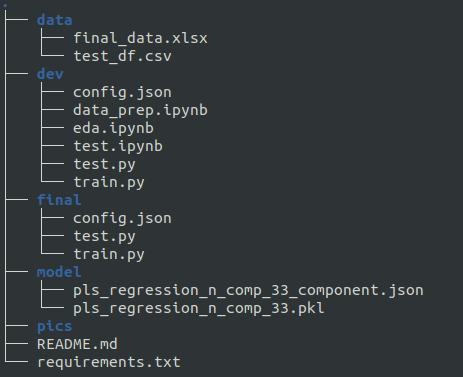 .
data
final_data.xlsx
test_df.csv
dev
config.json
data_prep.ipynb
eda.ipynb
test.ipynb
test.py
train.py
final
config.json
test.py
train.py
model
pls_regression_n_comp_33_component.json
pls_regression_n_comp_33.pkl
pics
README.md
requirements.txt